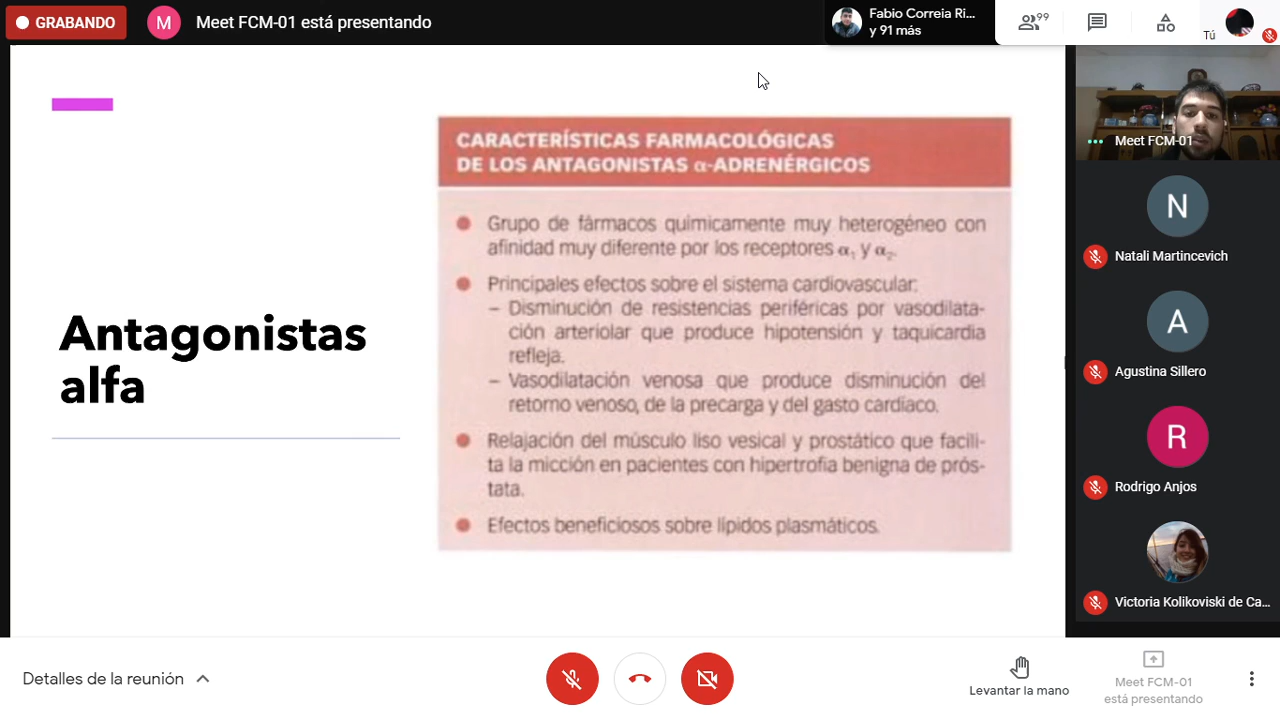 GRABANDO
M
Meet FCM-01 está presentando
Fabio Correia Ri...
y 91 más
99
Tú
Antagonistas
alfa
CARACTERÍSTICAS FARMACOLÓGICAS
DE LOS ANTAGONISTAS α-ADRENÉRGICOS
Grupo de fármacos químicamente muy heterogéneo con
afinidad muy diferente por los receptores α₁ y α₂.
Principales efectos sobre el sistema cardiovascular:
– Disminución de resistencias periféricas por vasodilata-
ción arteriolar que produce hipotensión y taquicardia
refleja.
– Vasodilatación venosa que produce disminución del
retorno venoso, de la precarga y del gasto cardíaco.
Relajación del músculo liso vesical y prostático que facili-
ta la micción en pacientes con hipertrofia benigna de prós-
tata.
Efectos beneficiosos sobre lípidos plasmáticos.
Meet FCM-01
N
Natali Martincevich
A
Agustina Sillero
R
Rodrigo Anjos
Victoria Kolikoviski de Ca...
Detalles de la reunión
Levantar la mano
Meet FCM-01
está presentando